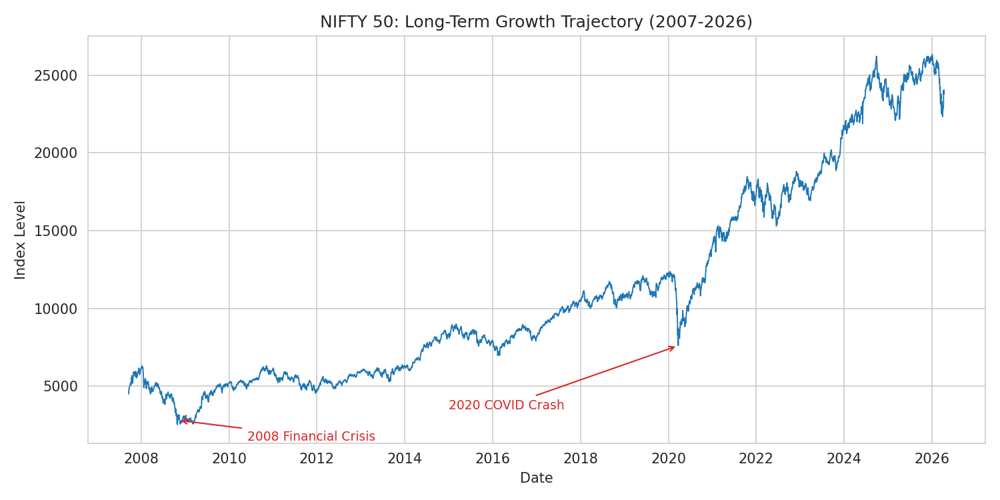 NIFTY 50: Long-Term Growth Trajectory (2007-2026)
25000
20000
15000
10000
5000
Index Level
2020 COVID Crash
2008 Financial Crisis
2008 2010 2012 2014 2016 2018 2020 2022 2024 2026
Date